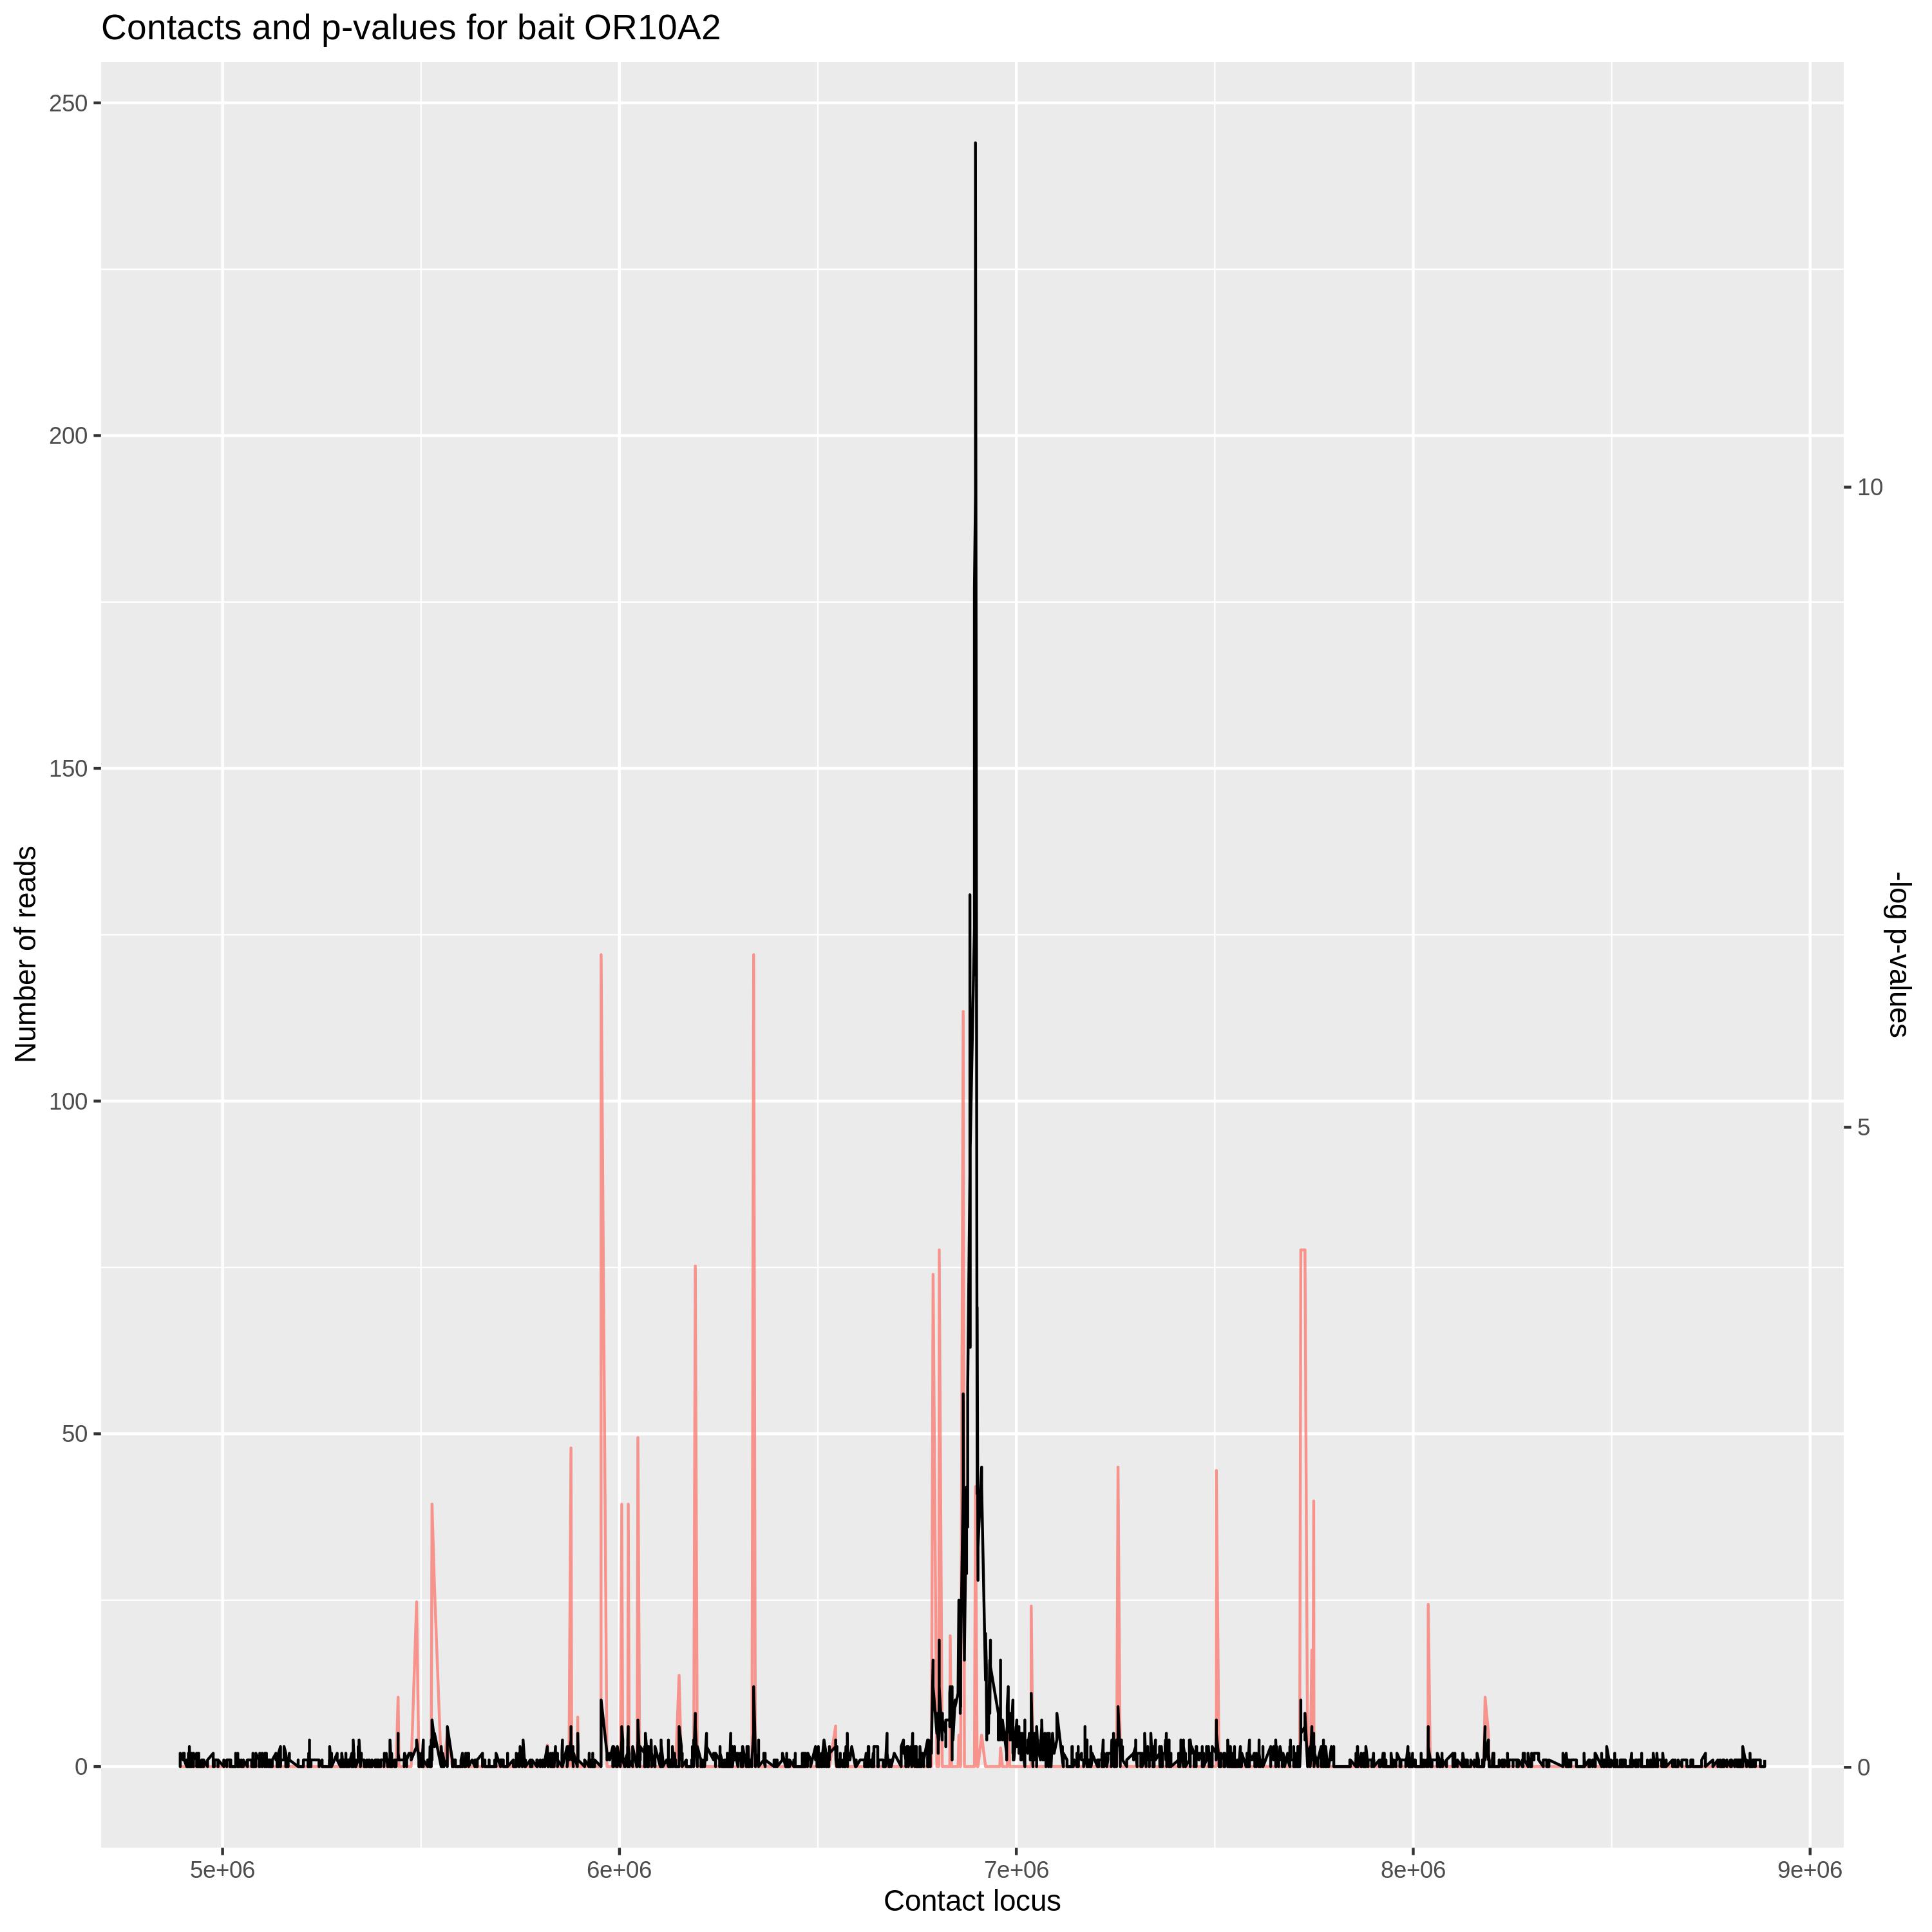 Contacts and p-values for bait OR10A2
250
200
150
100
50
0
Number of reads
10
5
0
-log p-values
5e+06
6e+06
7e+06
8e+06
9e+06
Contact locus